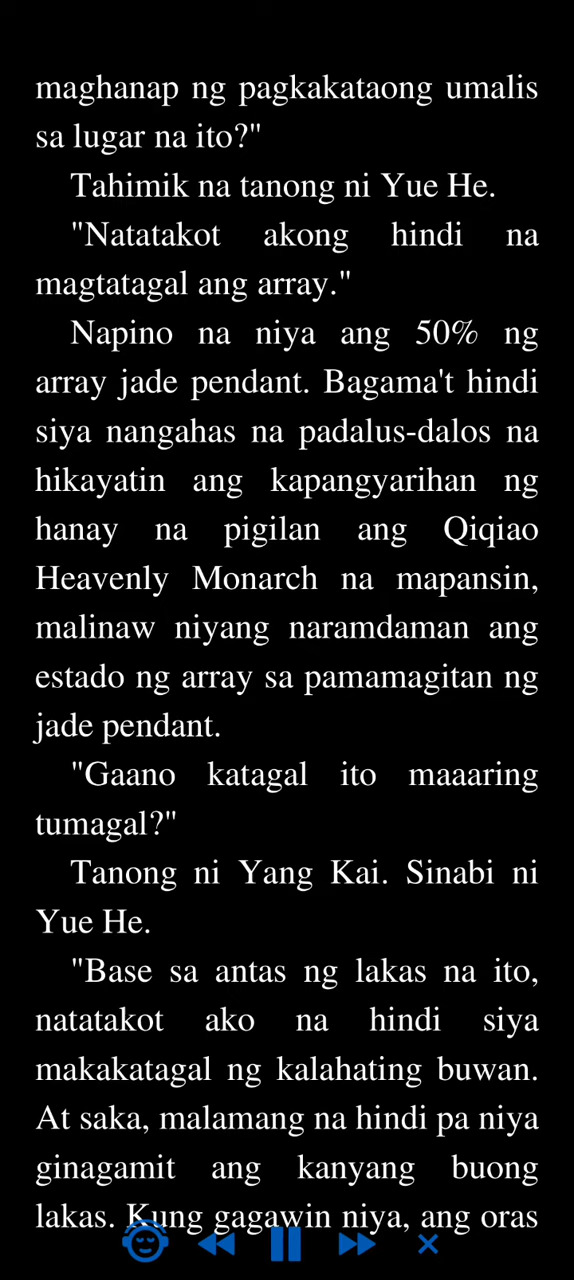 maghanap ng pagkakataong umalis
sa lugar na ito?"
Tahimik na tanong ni Yue He.
"Natatakot akong hindi na
magtatagal ang array."
Napino na niya ang 50% ng
array jade pendant. Bagama't hindi
siya nangahas na padalus-dalos na
hikayatin ang kapangyarihan ng
hanay na pigilan ang Qiqiao
Heavenly Monarch na mapansin,
malinaw niyang naramdaman ang
estado ng array sa pamamagitan ng
jade pendant.
"Gaano katagal ito maaaring
tumagal?"
Tanong ni Yang Kai. Sinabi ni
Yue He.
"Base sa antas ng lakas na ito,
natatakot ako na hindi siya
makakatagal ng kalahating buwan.
At saka, malamang na hindi pa niya
ginagamit ang kanyang buong
lakas. Kung gagawin niya, ang oras